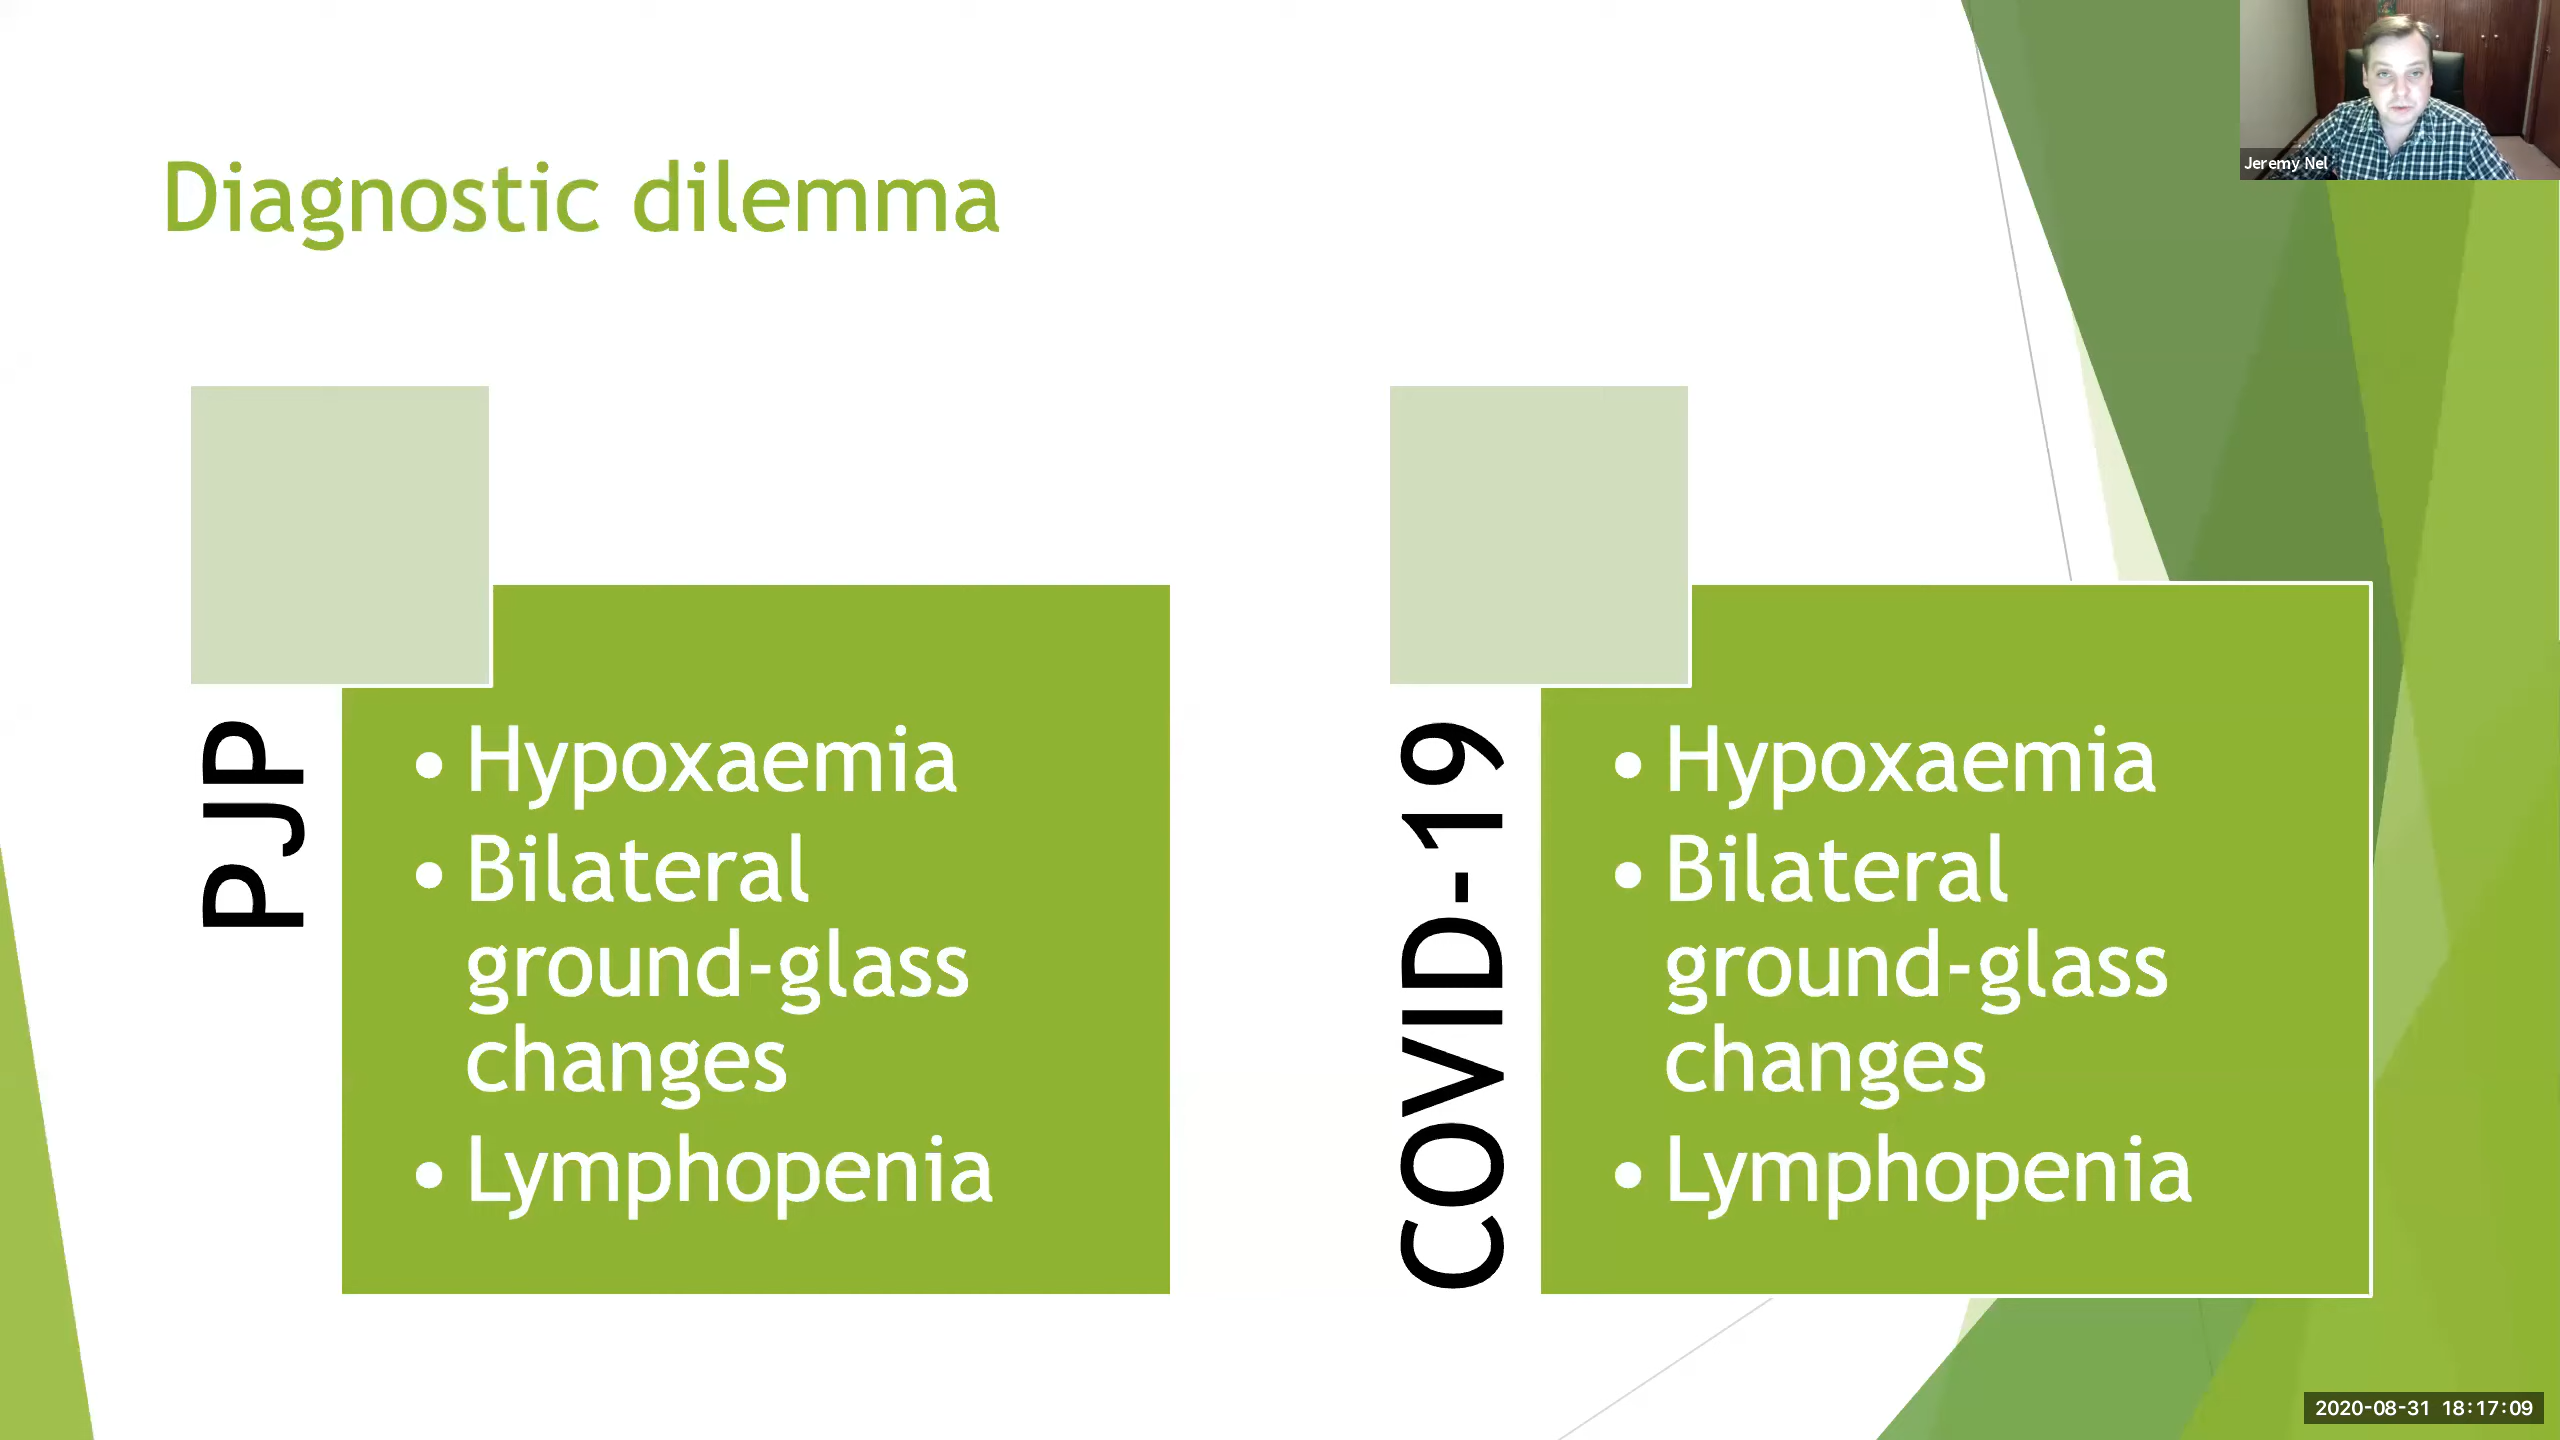 Jeremy Nel
Diagnostic dilemma
PJP
• Hypoxaemia
• Bilateral
ground-glass
changes
• Lymphopenia
COVID-19
• Hypoxaemia
• Bilateral
ground-glass
changes
• Lymphopenia
2020-08-31 18:17:09